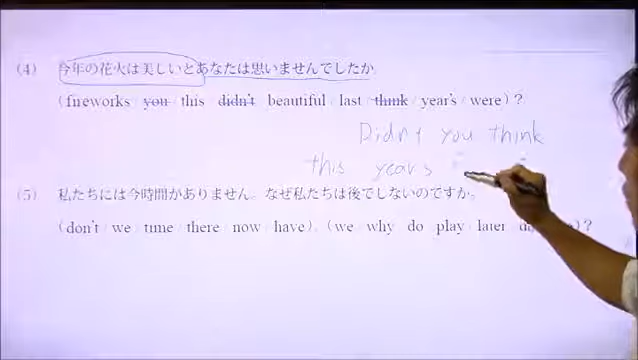 (4) 今年の花火は美しいとあなたは思いませんでしたか
(fireworks / you / this / didn't / beautiful / last / think / year's / were)?
Didn't you think
this years
(5) 私たちには今時間がありません。なぜ私たちは後でしないのですか。
(don't / we / time / there / now / have). (we / why / do / play / later /